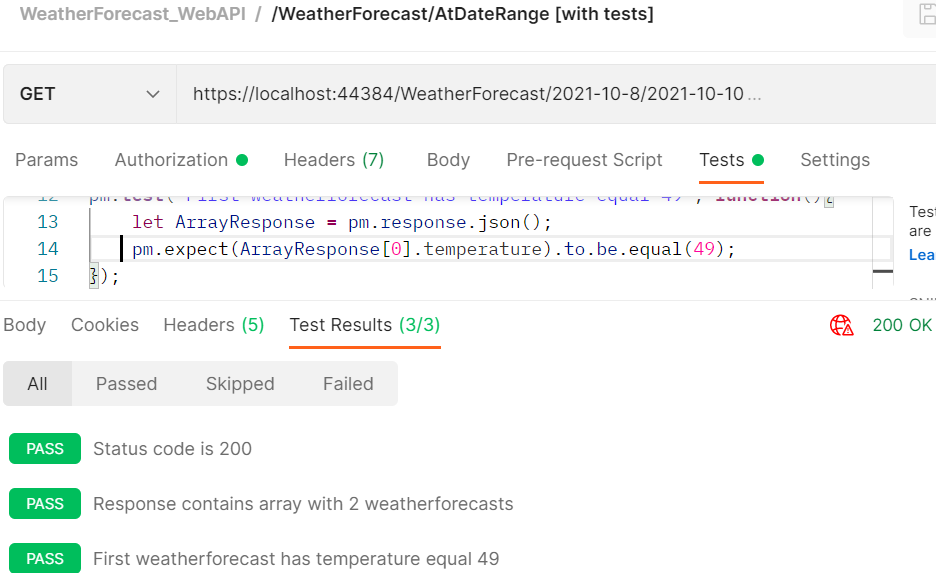 WeatherForecast_WebAPI / /WeatherForecast/AtDateRange [with tests]
GET https://localhost:44384/WeatherForecast/2021-10-8/2021-10-10 ...
Params Authorization Headers (7) Body Pre-request Script Tests Settings
12 pm.test("First weatherforecast has temperature equal 49", function(){
13 let ArrayResponse = pm.response.json();
14 pm.expect(ArrayResponse[0].temperature).to.be.equal(49);
15 });
Test
are
Lea
Body Cookies Headers (5) Test Results (3/3) 200 OK
All Passed Skipped Failed
PASS Status code is 200
PASS Response contains array with 2 weatherforecasts
PASS First weatherforecast has temperature equal 49